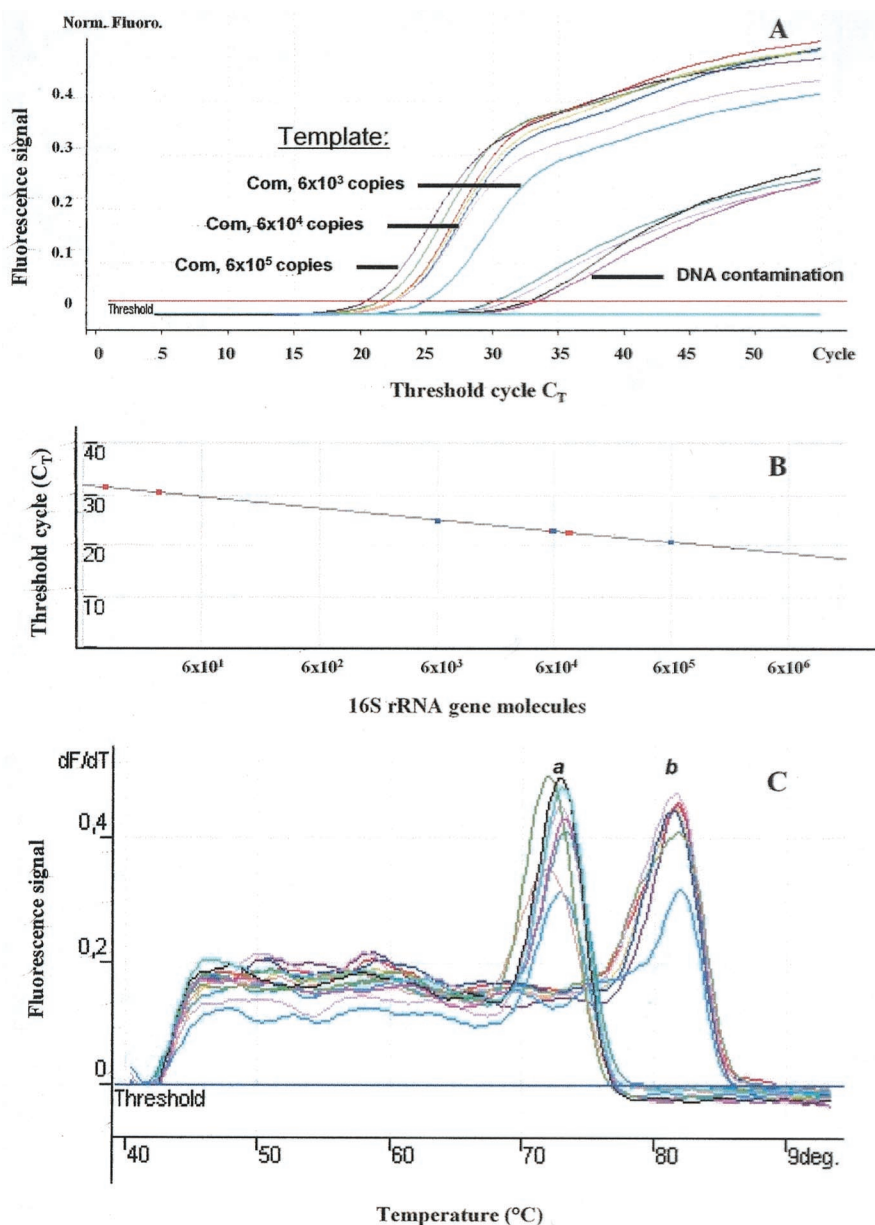 Norm. Fluoro.
A
Fluorescence signal
0.4
0.3
0.2
0.1
0
Template:
Com, 6x10³ copies
Com, 6x10⁴ copies
Com, 6x10⁵ copies
DNA contamination
Threshold
0 5 10 15 20 25 30 35 40 45 50 Cycle
Threshold cycle C_T
B
Threshold cycle (C_T)
40
30
20
10
6x10¹ 6x10² 6x10³ 6x10⁴ 6x10⁵ 6x10⁶
16S rRNA gene molecules
C
dF/dT
a
b
Fluorescence signal
0,4
0,2
0
Threshold
40 50 60 70 80 9deg.
Temperature (°C)